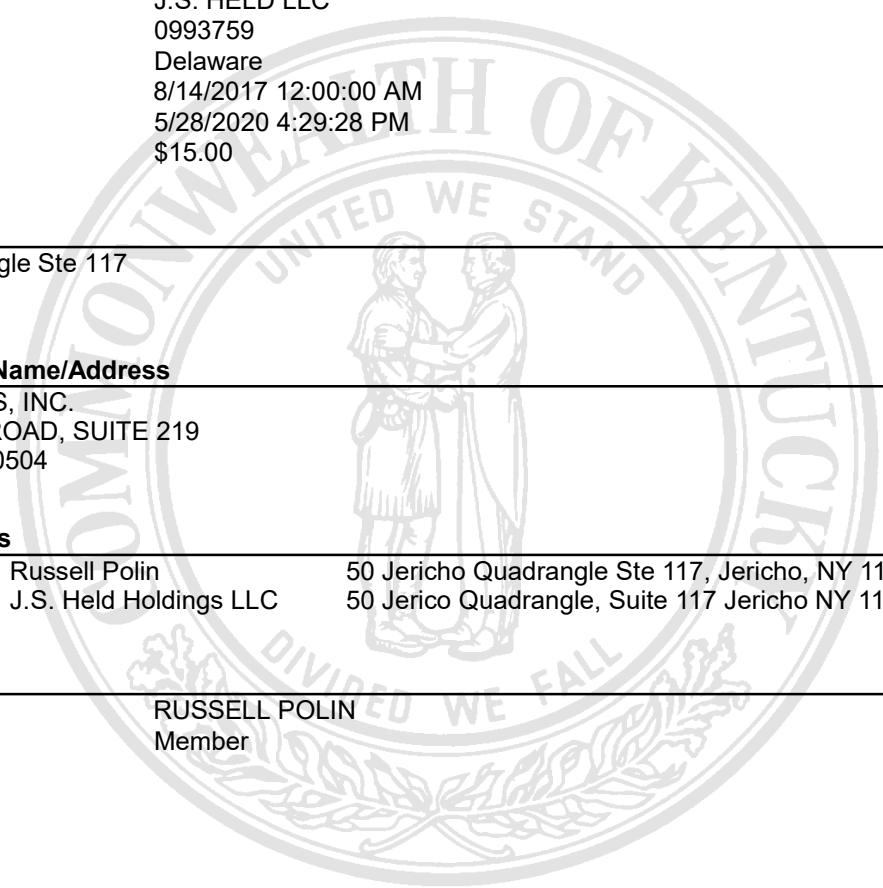 J.S. HELD LLC
0993759
Delaware
8/14/2017 12:00:00 AM
5/28/2020 4:29:28 PM
$15.00
COMMONWEALTH OF KENTUCKY
UNITED WE STAND
gle Ste 117
Name/Address
S, INC.
ROAD, SUITE 219
0504
s
Russell Polin 50 Jericho Quadrangle Ste 117, Jericho, NY 11
J.S. Held Holdings LLC 50 Jerico Quadrangle, Suite 117 Jericho NY 11
DIVIDED WE FALL
RUSSELL POLIN
Member